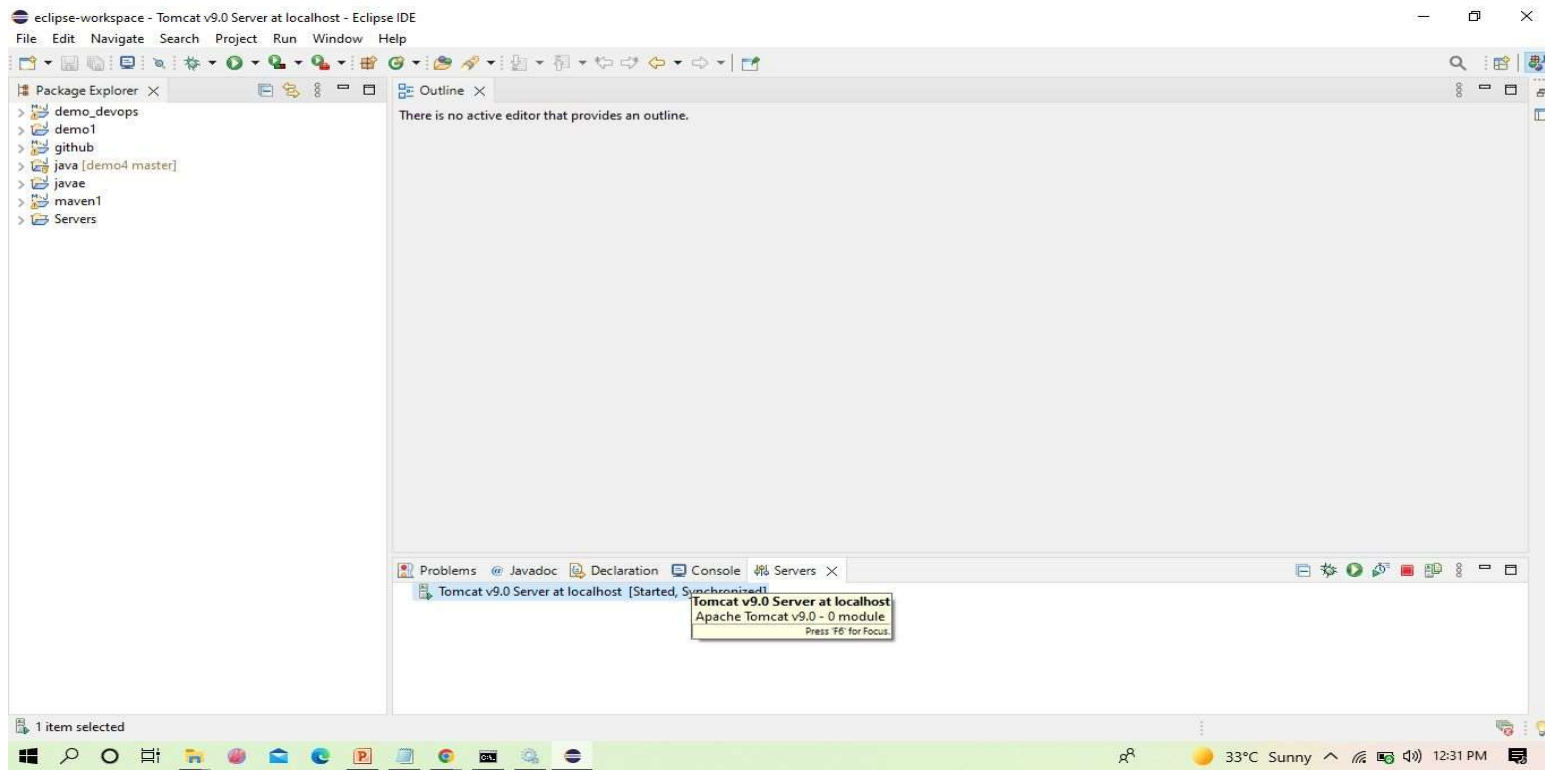 eclipse-workspace - Tomcat v9.0 Server at localhost - Eclipse IDE
File Edit Navigate Search Project Run Window Help
Package Explorer
demo_devops
demo1
github
java [demo4 master]
javae
maven1
Servers
Outline
There is no active editor that provides an outline.
Problems @ Javadoc Declaration Console Servers
Tomcat v9.0 Server at localhost [Started, Synchronized]
Tomcat v9.0 Server at localhost
Apache Tomcat v9.0 - 0 module
Press 'F6' for Focus.
1 item selected
33°C Sunny 12:31 PM